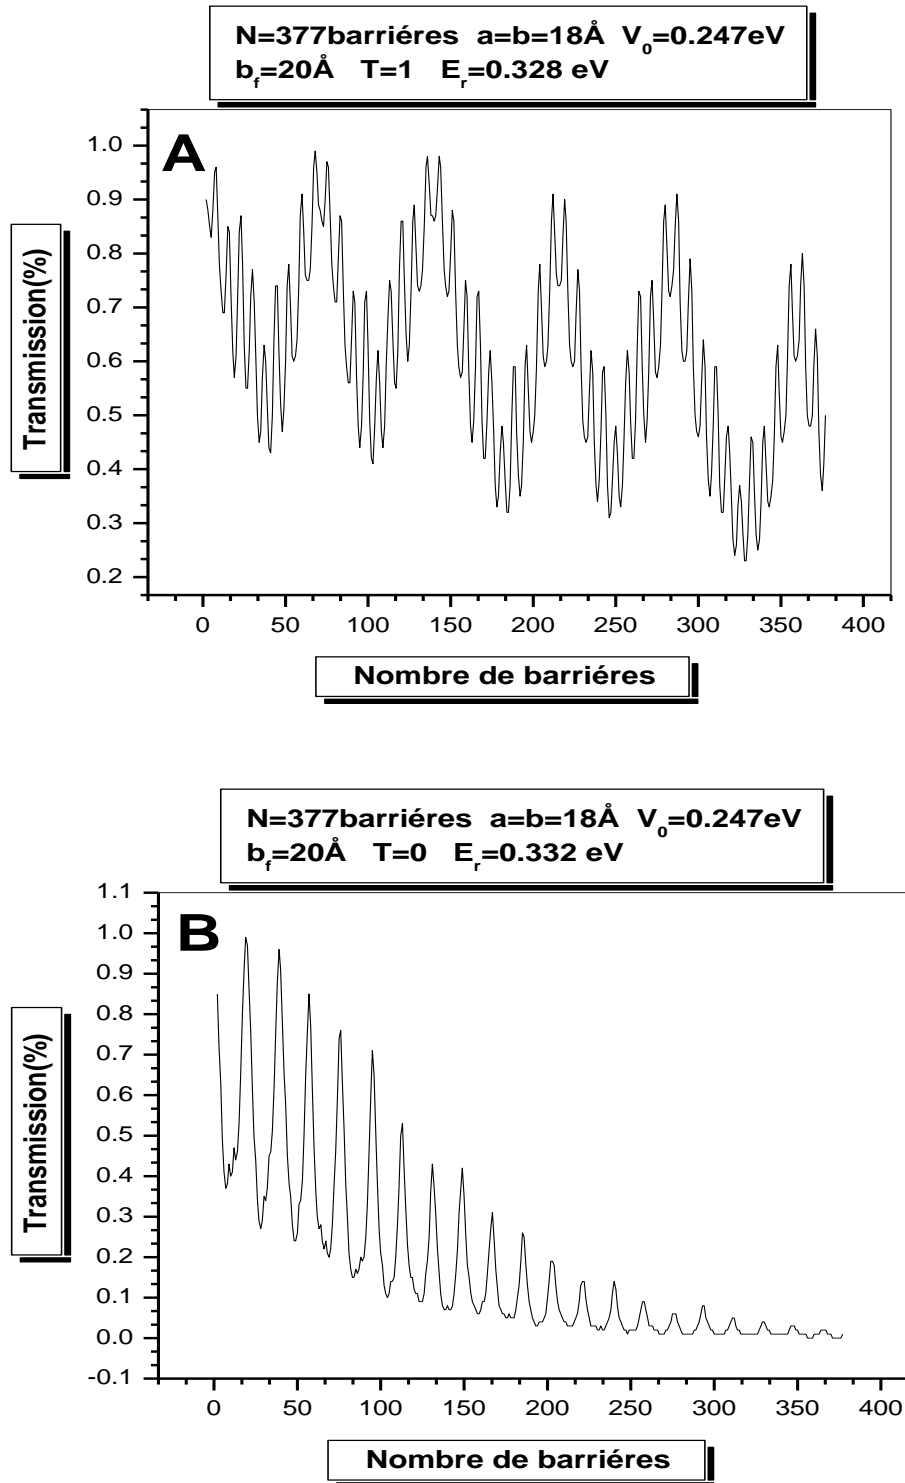 N=377barriéres a=b=18Å V₀=0.247eV
b_f=20Å T=1 E_r=0.328 eV
A
Transmission(%)
1.0
0.9
0.8
0.7
0.6
0.5
0.4
0.3
0.2
0 50 100 150 200 250 300 350 400
Nombre de barriéres
N=377barriéres a=b=18Å V₀=0.247eV
b_f=20Å T=0 E_r=0.332 eV
B
Transmission(%)
1.1
1.0
0.9
0.8
0.7
0.6
0.5
0.4
0.3
0.2
0.1
0.0
-0.1
0 50 100 150 200 250 300 350 400
Nombre de barriéres